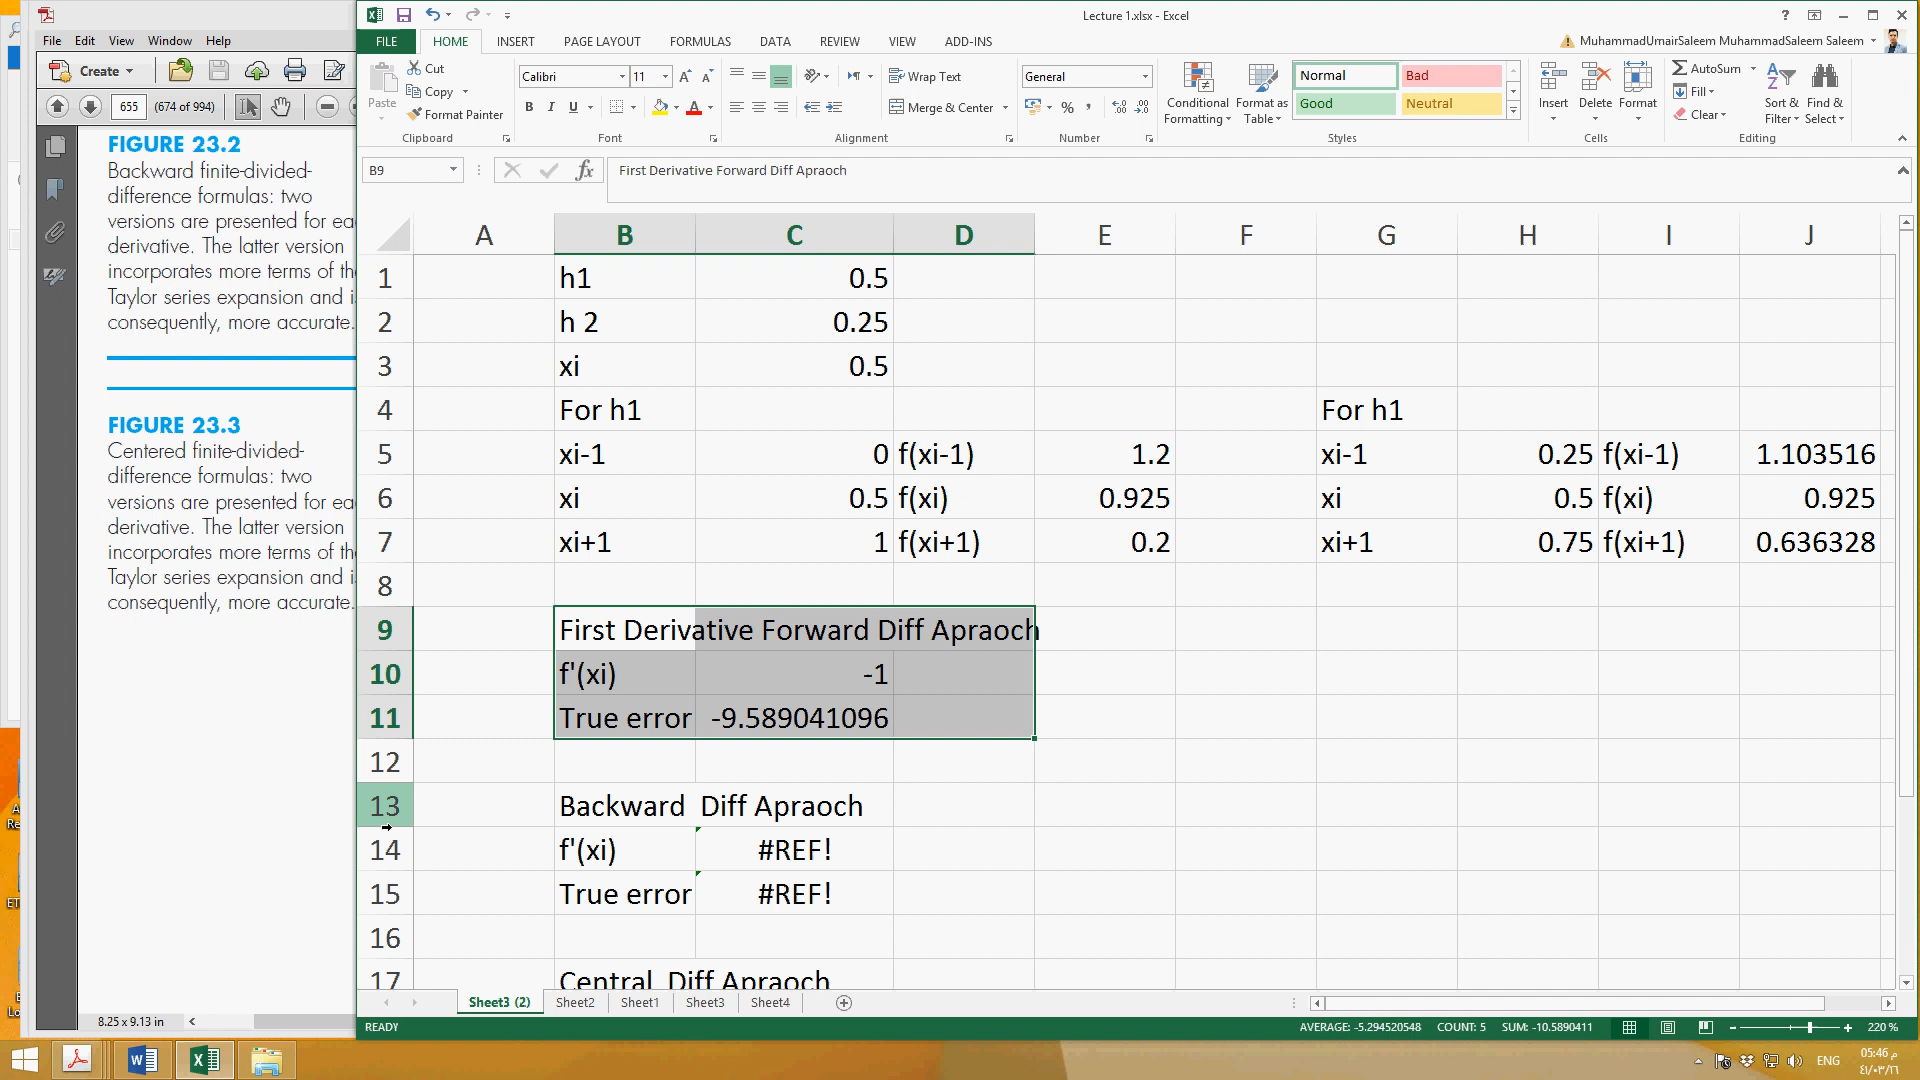 Lecture 1.xlsx - Excel
File Edit View Window Help
FILE HOME INSERT PAGE LAYOUT FORMULAS DATA REVIEW VIEW ADD-INS
MuhammadUmairSaleem MuhammadSaleem Saleem
Create
Paste
Cut
Copy
Format Painter
Calibri 11
B I U
Wrap Text
Merge & Center
General
Conditional Formatting
Format as Table
Normal Bad
Good Neutral
Insert Delete Format
AutoSum
Fill
Clear
Sort & Filter
Find & Select
Clipboard Font Alignment Number Styles Cells Editing
655 (674 of 994)
B9 First Derivative Forward Diff Apraoch
FIGURE 23.2
Backward finite-divided-
difference formulas: two
versions are presented for ea
derivative. The latter version
incorporates more terms of th
Taylor series expansion and i
consequently, more accurate.
FIGURE 23.3
Centered finite-divided-
difference formulas: two
versions are presented for ea
derivative. The latter version
incorporates more terms of th
Taylor series expansion and i
consequently, more accurate.
8.25 x 9.13 in
A B C D E F G H I J
1 h1 0.5
2 h 2 0.25
3 xi 0.5
4 For h1 For h1
5 xi-1 0 f(xi-1) 1.2 xi-1 0.25 f(xi-1) 1.103516
6 xi 0.5 f(xi) 0.925 xi 0.5 f(xi) 0.925
7 xi+1 1 f(xi+1) 0.2 xi+1 0.75 f(xi+1) 0.636328
8
9 First Derivative Forward Diff Apraoch
10 f'(xi) -1
11 True error -9.589041096
12
13 Backward Diff Apraoch
14 f'(xi) #REF!
15 True error #REF!
16
17 Central Diff Apraoch
Sheet3 (2) Sheet2 Sheet1 Sheet3 Sheet4
READY AVERAGE: -5.294520548 COUNT: 5 SUM: -10.5890411 220 %
ENG
05:46 م